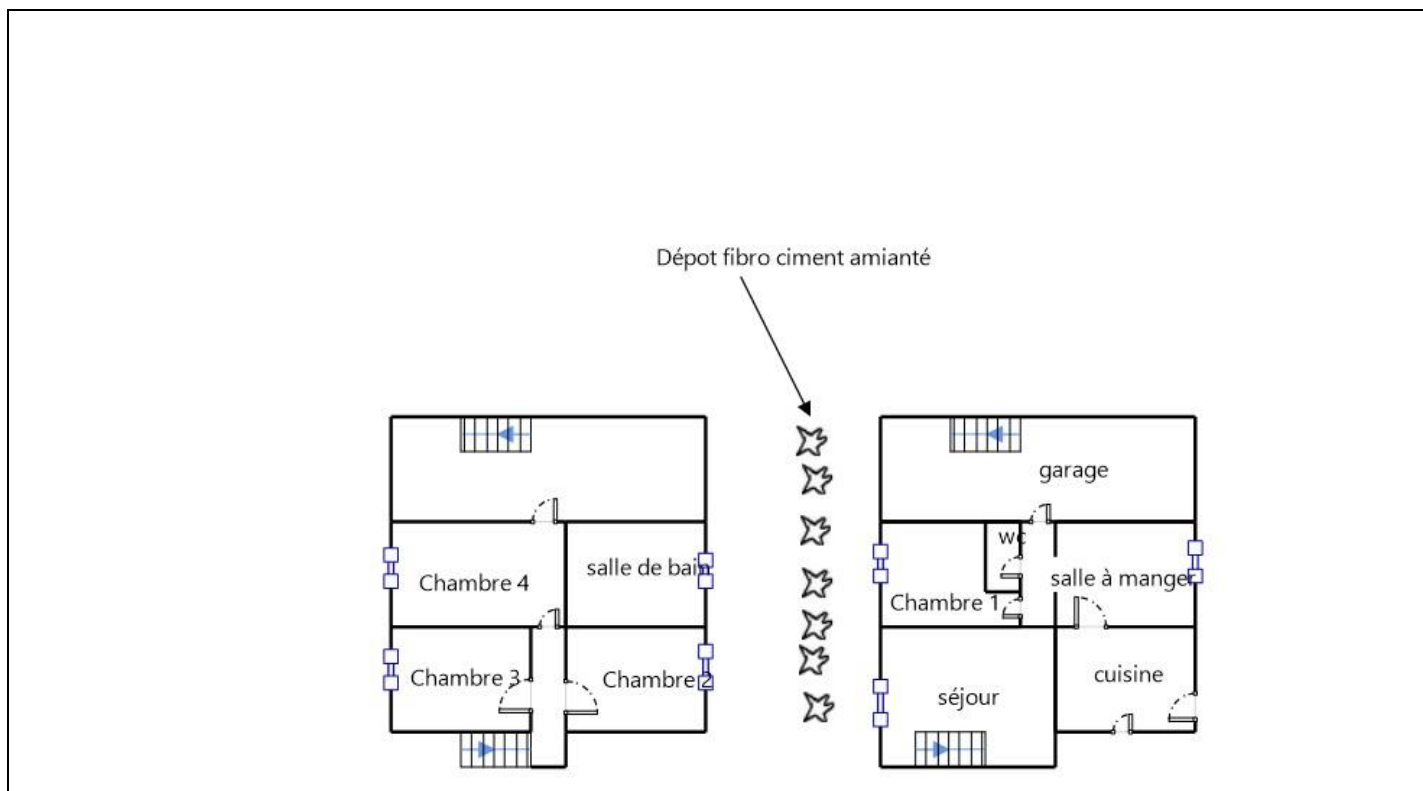 Dépot fibro ciment amianté
garage
wc
salle de bain
salle à manger
Chambre 4
Chambre 1
Chambre 3
Chambre 2
cuisine
séjour